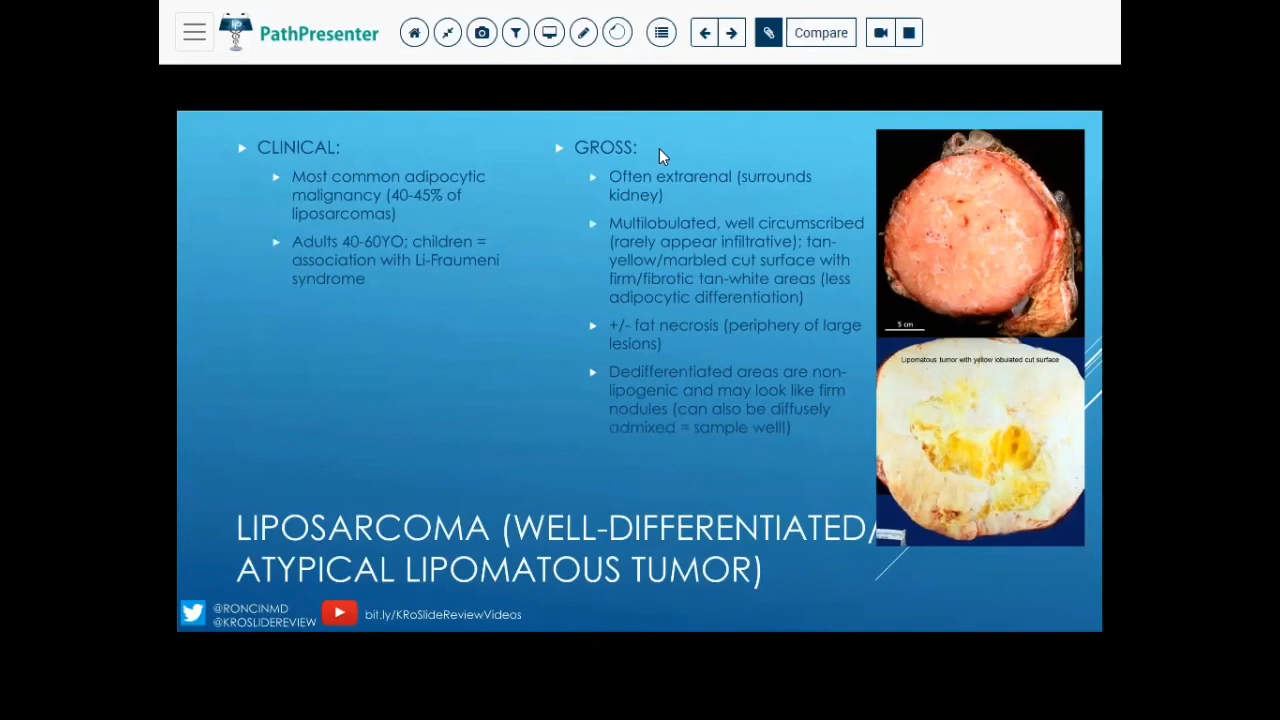 PathPresenter
Compare
CLINICAL:
Most common adipocytic
malignancy (40-45% of
liposarcomas)
Adults 40-60YO; children =
association with Li-Fraumeni
syndrome
GROSS:
Often extrarenal (surrounds
kidney)
Multilobulated, well circumscribed
(rarely appear infiltrative); tan-
yellow/marbled cut surface with
firm/fibrotic tan-white areas (less
adipocytic differentiation)
+/- fat necrosis (periphery of large
lesions)
Dedifferentiated areas are non-
lipogenic and may look like firm
nodules (can also be diffusely
admixed = sample well!)
5 cm
Lipomatous tumor with yellow lobulated cut surface
LIPOSARCOMA (WELL-DIFFERENTIATED/
ATYPICAL LIPOMATOUS TUMOR)
@RONCINMD
@KROSLIDEREVIEW
bit.ly/KRoSlideReviewVideos